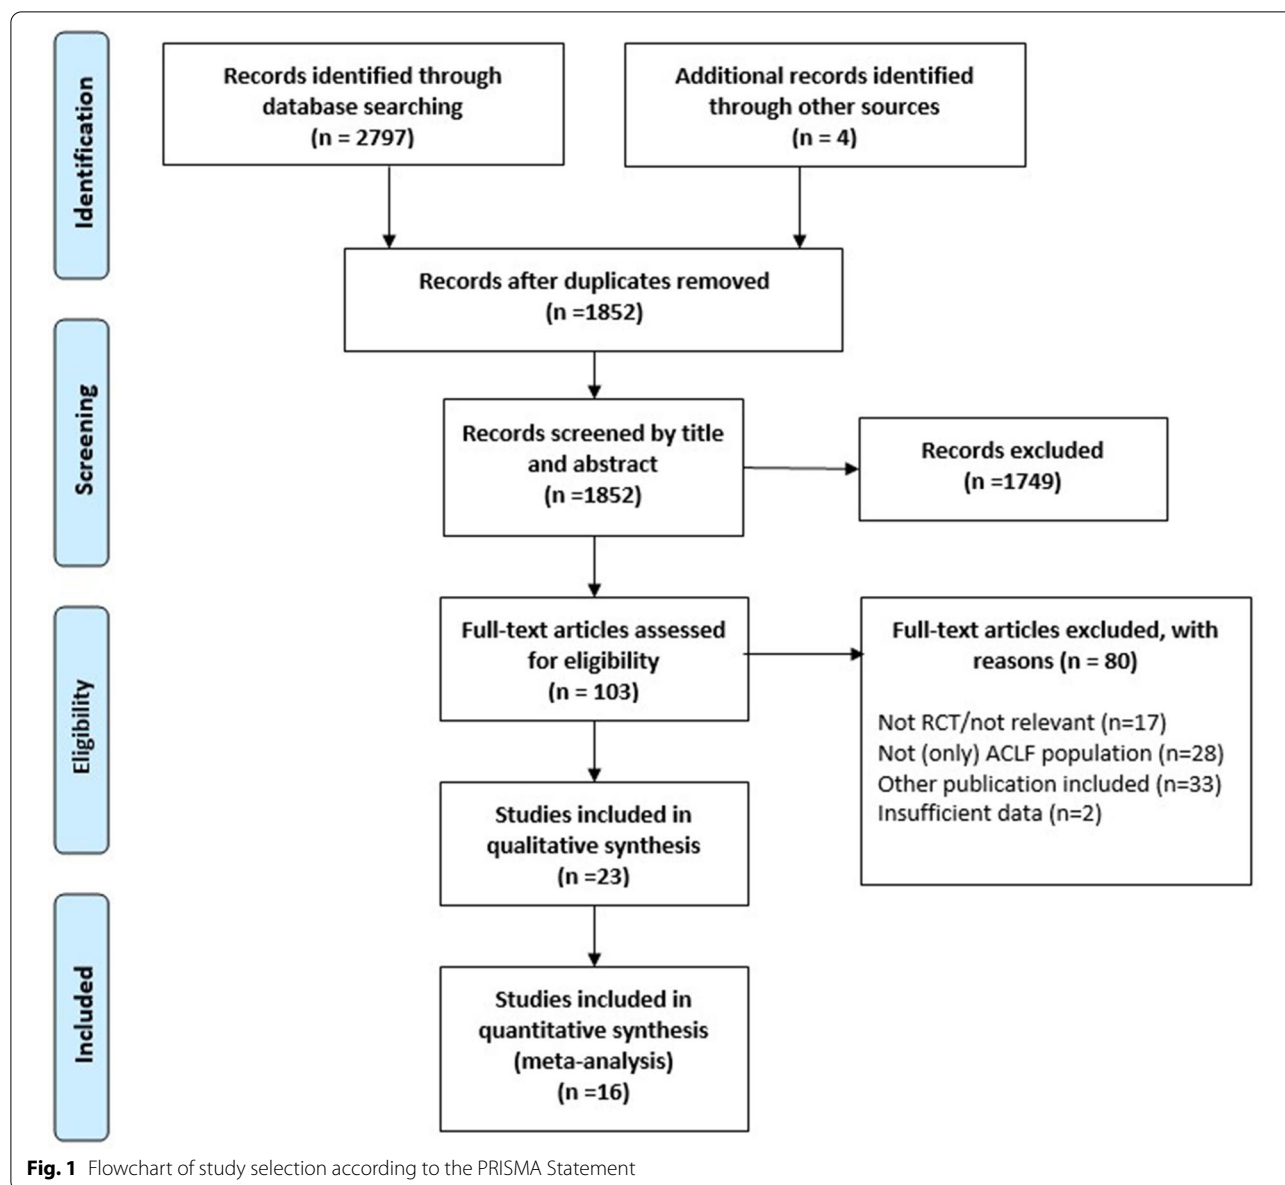 Identification
Records identified through
database searching
(n = 2797)
Additional records identified
through other sources
(n = 4)
Records after duplicates removed
(n =1852)
Screening
Records screened by title
and abstract
(n =1852)
Records excluded
(n =1749)
Eligibility
Full-text articles assessed
for eligibility
(n = 103)
Full-text articles excluded, with
reasons (n = 80)
Not RCT/not relevant (n=17)
Not (only) ACLF population (n=28)
Other publication included (n=33)
Insufficient data (n=2)
Studies included in
qualitative synthesis
(n =23)
Included
Studies included in
quantitative synthesis
(meta-analysis)
(n =16)
Fig. 1 Flowchart of study selection according to the PRISMA Statement